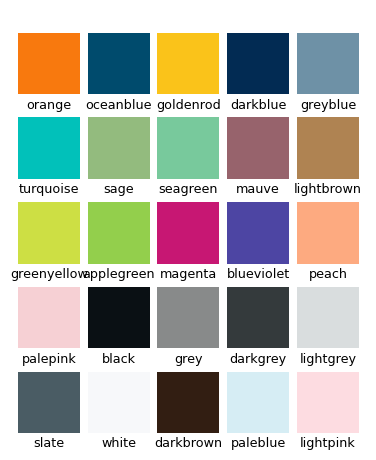 orange oceanblue goldenrod darkblue greyblue
turquoise sage seagreen mauve lightbrown
greenyellow applegreen magenta blueviolet peach
palepink black grey darkgrey lightgrey
slate white darkbrown paleblue lightpink